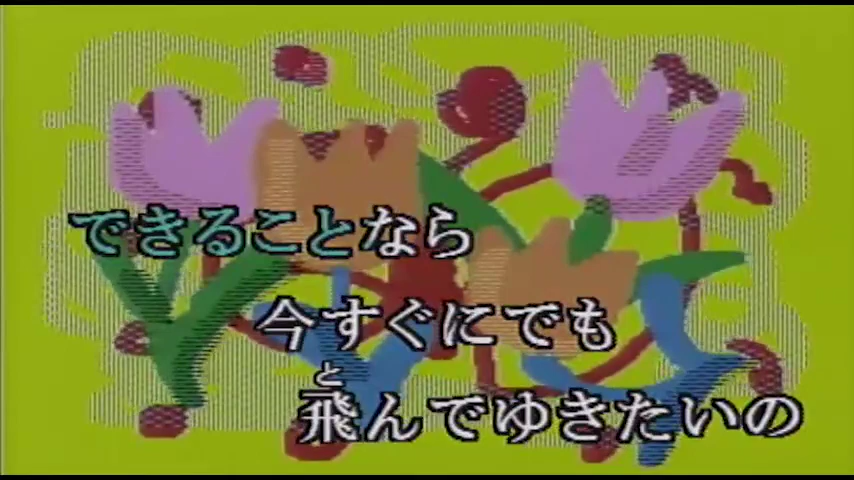 できることなら
今すぐにでも
と
飛んでゆきたいの